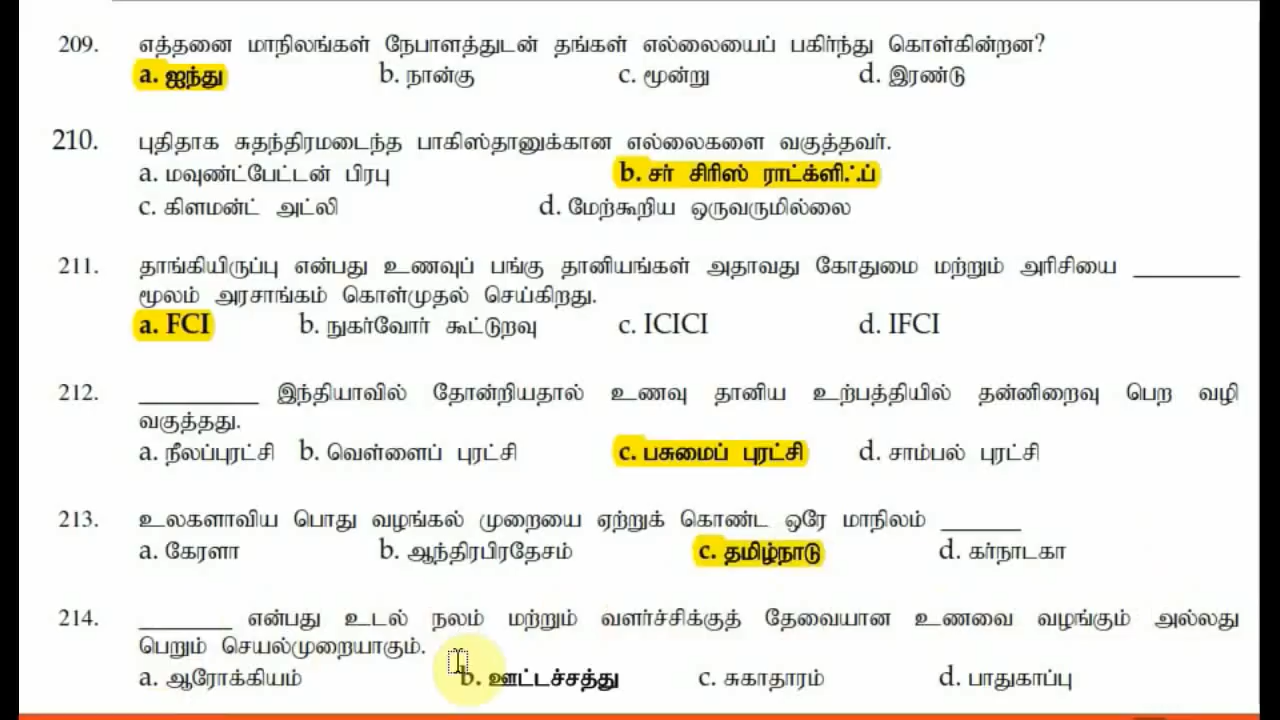 209. எத்தனை மாநிலங்கள் நேபாளத்துடன் தங்கள் எல்லையைப் பகிர்ந்து கொள்கின்றன?
a. ஐந்து b. நான்கு c. மூன்று d. இரண்டு
210. புதிதாக சுதந்திரமடைந்த பாகிஸ்தானுக்கான எல்லைகளை வகுத்தவர்.
a. மவுண்ட்பேட்டன் பிரபு b. சர் சிரிஸ் ராட்க்ளிஃப்
c. கிளமன்ட் அட்லி d. மேற்கூறிய ஒருவருமில்லை
211. தாங்கியிருப்பு என்பது உணவுப் பங்கு தானியங்கள் அதாவது கோதுமை மற்றும் அரிசியை __________
மூலம் அரசாங்கம் கொள்முதல் செய்கிறது.
a. FCI b. நுகர்வோர் கூட்டுறவு c. ICICI d. IFCI
212. __________ இந்தியாவில் தோன்றியதால் உணவு தானிய உற்பத்தியில் தன்னிறைவு பெற வழி
வகுத்தது.
a. நீலப்புரட்சி b. வெள்ளைப் புரட்சி c. பசுமைப் புரட்சி d. சாம்பல் புரட்சி
213. உலகளாவிய பொது வழங்கல் முறையை ஏற்றுக் கொண்ட ஒரே மாநிலம் ________
a. கேரளா b. ஆந்திரபிரதேசம் c. தமிழ்நாடு d. கர்நாடகா
214. ________ என்பது உடல் நலம் மற்றும் வளர்ச்சிக்குத் தேவையான உணவை வழங்கும் அல்லது
பெறும் செயல்முறையாகும்.
a. ஆரோக்கியம் b. ஊட்டச்சத்து c. சுகாதாரம் d. பாதுகாப்பு